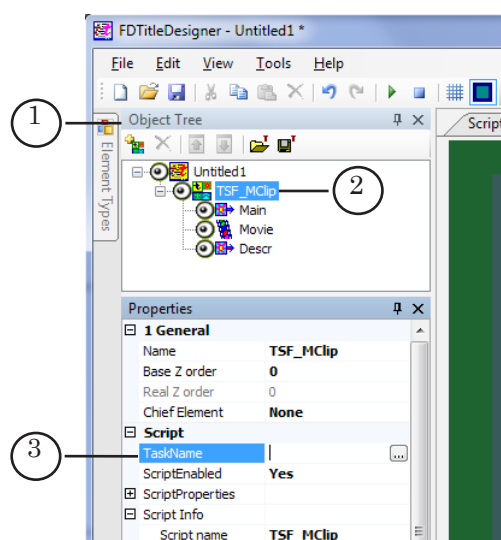 FDTitleDesigner - Untitled1 *
File Edit View Tools Help
1
Object Tree
Script
Element Types
Untitled1
TSF_MClip
2
Main
Movie
Descr
Properties
1 General
Name TSF_MClip
Base Z order 0
Real Z order 0
Chief Element None
Script
3
TaskName ...
ScriptEnabled Yes
ScriptProperties
Script Info
Script name TSF_MClip